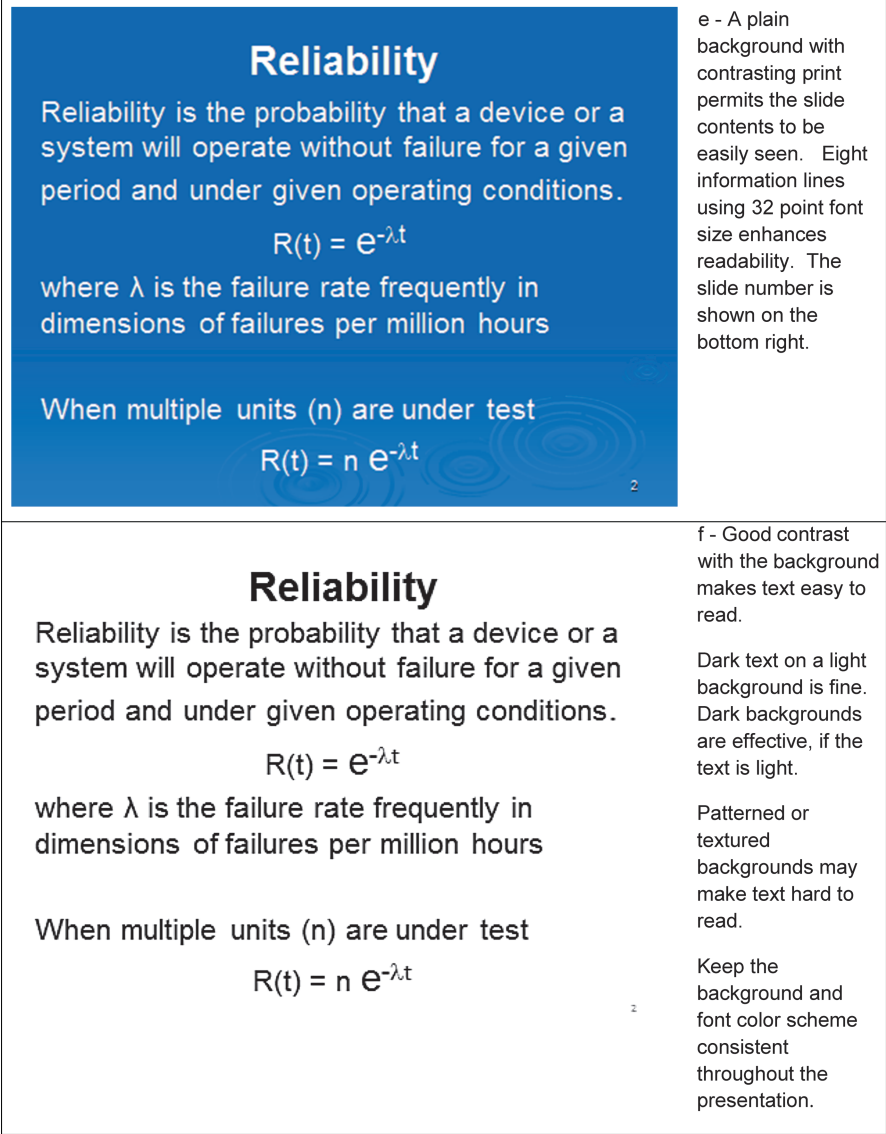 Reliability
Reliability is the probability that a device or a
system will operate without failure for a given
period and under given operating conditions.
R(t) = e-λt
where λ is the failure rate frequently in
dimensions of failures per million hours
When multiple units (n) are under test
R(t) = n e-λt
2
e - A plain
background with
contrasting print
permits the slide
contents to be
easily seen. Eight
information lines
using 32 point font
size enhances
readability. The
slide number is
shown on the
bottom right.
Reliability
Reliability is the probability that a device or a
system will operate without failure for a given
period and under given operating conditions.
R(t) = e-λt
where λ is the failure rate frequently in
dimensions of failures per million hours
When multiple units (n) are under test
R(t) = n e-λt
2
f - Good contrast
with the background
makes text easy to
read.
Dark text on a light
background is fine.
Dark backgrounds
are effective, if the
text is light.
Patterned or
textured
backgrounds may
make text hard to
read.
Keep the
background and
font color scheme
consistent
throughout the
presentation.